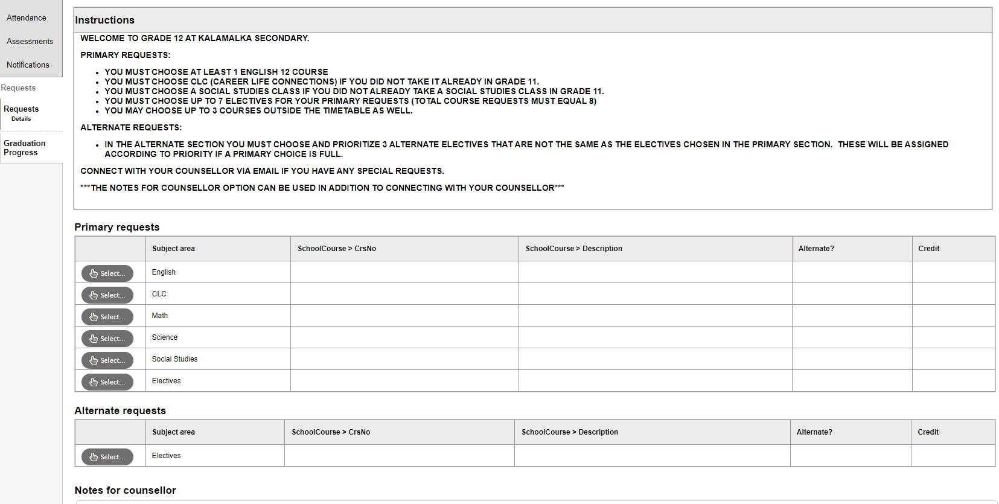 Attendance
Assessments
Notifications
Requests
Requests
Details
Graduation
Progress
Instructions
WELCOME TO GRADE 12 AT KALAMALKA SECONDARY.
PRIMARY REQUESTS:
• YOU MUST CHOOSE AT LEAST 1 ENGLISH 12 COURSE
• YOU MUST CHOOSE CLC (CAREER LIFE CONNECTIONS) IF YOU DID NOT TAKE IT ALREADY IN GRADE 11.
• YOU MUST CHOOSE A SOCIAL STUDIES CLASS IF YOU DID NOT ALREADY TAKE A SOCIAL STUDIES CLASS IN GRADE 11.
• YOU MUST CHOOSE UP TO 7 ELECTIVES FOR YOUR PRIMARY REQUESTS (TOTAL COURSE REQUESTS MUST EQUAL 8)
• YOU MAY CHOOSE UP TO 3 COURSES OUTSIDE THE TIMETABLE AS WELL.
ALTERNATE REQUESTS:
• IN THE ALTERNATE SECTION YOU MUST CHOOSE AND PRIORITIZE 3 ALTERNATE ELECTIVES THAT ARE NOT THE SAME AS THE ELECTIVES CHOSEN IN THE PRIMARY SECTION. THESE WILL BE ASSIGNED
ACCORDING TO PRIORITY IF A PRIMARY CHOICE IS FULL.
CONNECT WITH YOUR COUNSELLOR VIA EMAIL IF YOU HAVE ANY SPECIAL REQUESTS.
***THE NOTES FOR COUNSELLOR OPTION CAN BE USED IN ADDITION TO CONNECTING WITH YOUR COUNSELLOR***
Primary requests
Subject area SchoolCourse > CrsNo SchoolCourse > Description Alternate? Credit
Select... English
Select... CLC
Select... Math
Select... Science
Select... Social Studies
Select... Electives
Alternate requests
Subject area SchoolCourse > CrsNo SchoolCourse > Description Alternate? Credit
Select... Electives
Notes for counsellor